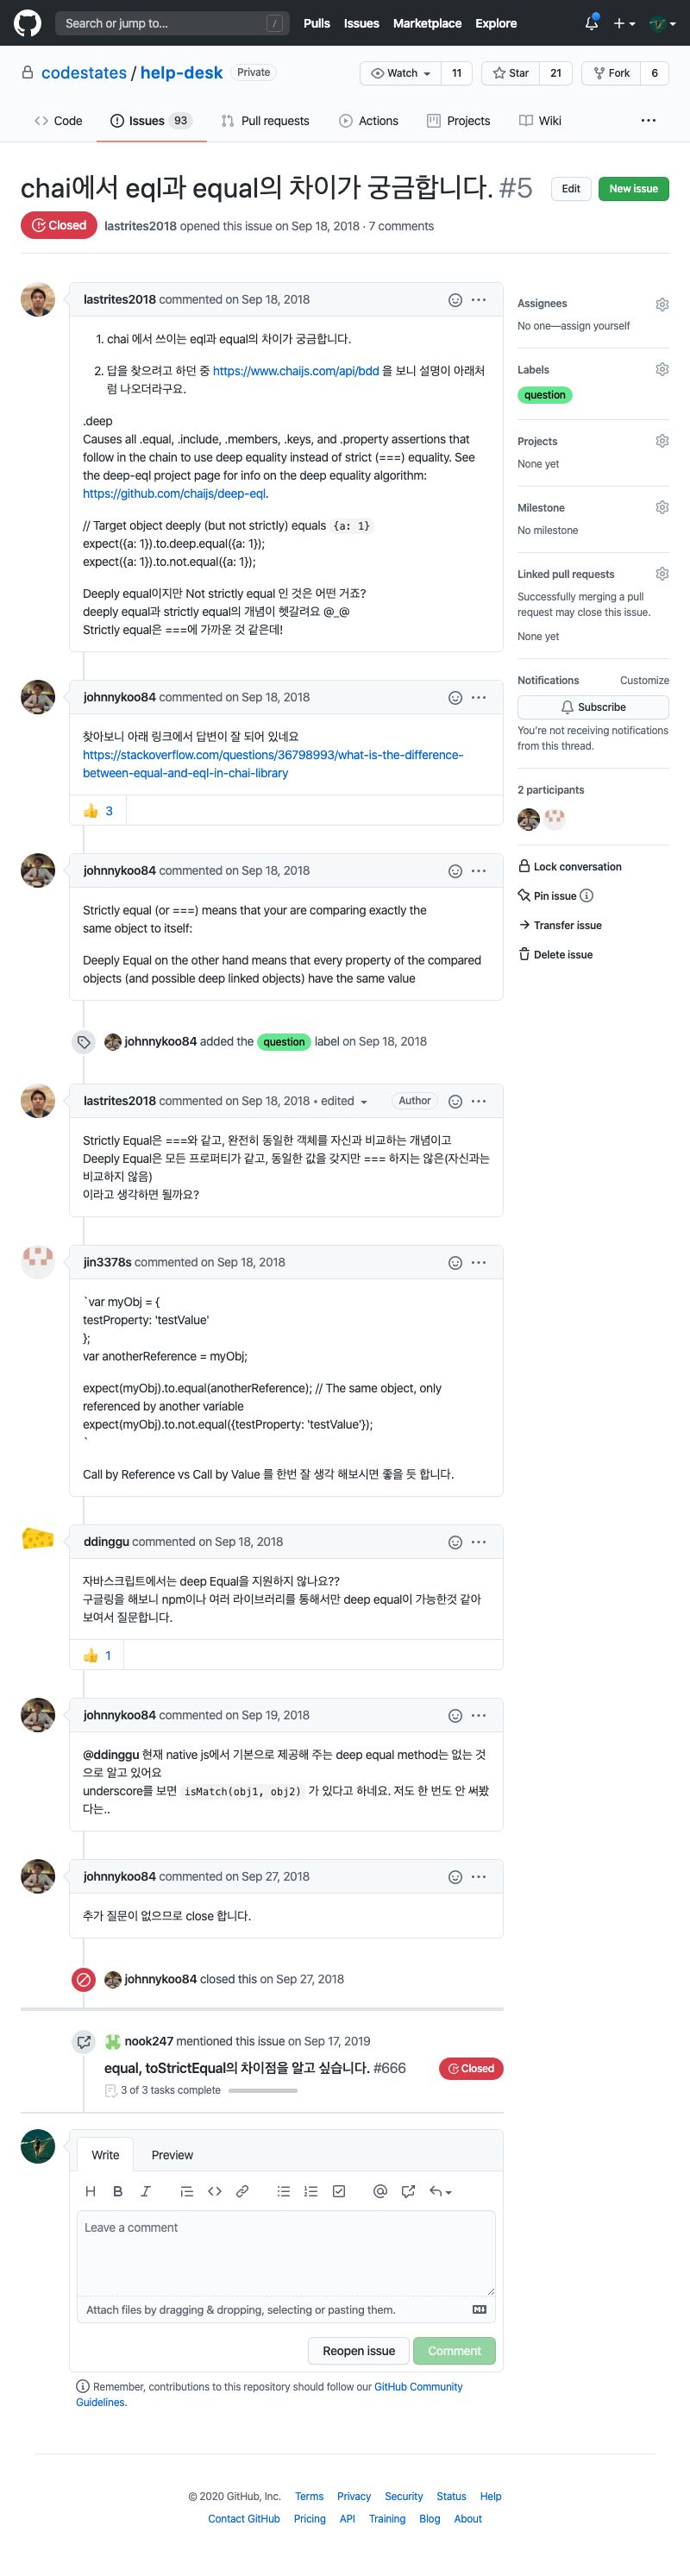 Search or jump to... /
Pulls Issues Marketplace Explore
codestates / help-desk Private
Watch 11 Star 21 Fork 6
Code Issues 93 Pull requests Actions Projects Wiki ...
chai에서 eql과 equal의 차이가 궁금합니다. #5
Edit New issue
Closed lastrites2018 opened this issue on Sep 18, 2018 · 7 comments
lastrites2018 commented on Sep 18, 2018
1. chai 에서 쓰이는 eql과 equal의 차이가 궁금합니다.
2. 답을 찾으려고 하던 중 https://www.chaijs.com/api/bdd 을 보니 설명이 아래처
럼 나오더라구요.
.deep
Causes all .equal, .include, .members, .keys, and .property assertions that
follow in the chain to use deep equality instead of strict (===) equality. See
the deep-eql project page for info on the deep equality algorithm:
https://github.com/chaijs/deep-eql.
// Target object deeply (but not strictly) equals {a: 1}
expect({a: 1}).to.deep.equal({a: 1});
expect({a: 1}).to.not.equal({a: 1});
Deeply equal이지만 Not strictly equal 인 것은 어떤 거죠?
deeply equal과 strictly equal의 개념이 헷갈려요 @_@
Strictly equal은 ===에 가까운 것 같은데!
Assignees
No one—assign yourself
Labels
question
Projects
None yet
Milestone
No milestone
Linked pull requests
Successfully merging a pull
request may close this issue.
None yet
Notifications Customize
Subscribe
You're not receiving notifications
from this thread.
2 participants
Lock conversation
Pin issue
Transfer issue
Delete issue
johnnykoo84 commented on Sep 18, 2018
찾아보니 아래 링크에서 답변이 잘 되어 있네요
https://stackoverflow.com/questions/36798993/what-is-the-difference-
between-equal-and-eql-in-chai-library
👍 3
johnnykoo84 commented on Sep 18, 2018
Strictly equal (or ===) means that your are comparing exactly the
same object to itself:
Deeply Equal on the other hand means that every property of the compared
objects (and possible deep linked objects) have the same value
johnnykoo84 added the question label on Sep 18, 2018
lastrites2018 commented on Sep 18, 2018 • edited Author
Strictly Equal은 ===와 같고, 완전히 동일한 객체를 자신과 비교하는 개념이고
Deeply Equal은 모든 프로퍼티가 같고, 동일한 값을 갖지만 === 하지는 않은(자신과는
비교하지 않음)
이라고 생각하면 될까요?
jin3378s commented on Sep 18, 2018
`var myObj = {
testProperty: 'testValue'
};
var anotherReference = myObj;
expect(myObj).to.equal(anotherReference); // The same object, only
referenced by another variable
expect(myObj).to.not.equal({testProperty: 'testValue'});
`
Call by Reference vs Call by Value 를 한번 잘 생각 해보시면 좋을 듯 합니다.
ddinggu commented on Sep 18, 2018
자바스크립트에서는 deep Equal을 지원하지 않나요??
구글링을 해보니 npm이나 여러 라이브러리를 통해서만 deep equal이 가능한것 같아
보여서 질문합니다.
👍 1
johnnykoo84 commented on Sep 19, 2018
@ddinggu 현재 native js에서 기본으로 제공해 주는 deep equal method는 없는 것
으로 알고 있어요
underscore를 보면 isMatch(obj1, obj2) 가 있다고 하네요. 저도 한 번도 안 써봤
다는..
johnnykoo84 commented on Sep 27, 2018
추가 질문이 없으므로 close 합니다.
johnnykoo84 closed this on Sep 27, 2018
nook247 mentioned this issue on Sep 17, 2019
equal, toStrictEqual의 차이점을 알고 싶습니다. #666 Closed
3 of 3 tasks complete
Write Preview
Leave a comment
Attach files by dragging & dropping, selecting or pasting them.
Reopen issue Comment
Remember, contributions to this repository should follow our GitHub Community
Guidelines.
© 2020 GitHub, Inc. Terms Privacy Security Status Help
Contact GitHub Pricing API Training Blog About